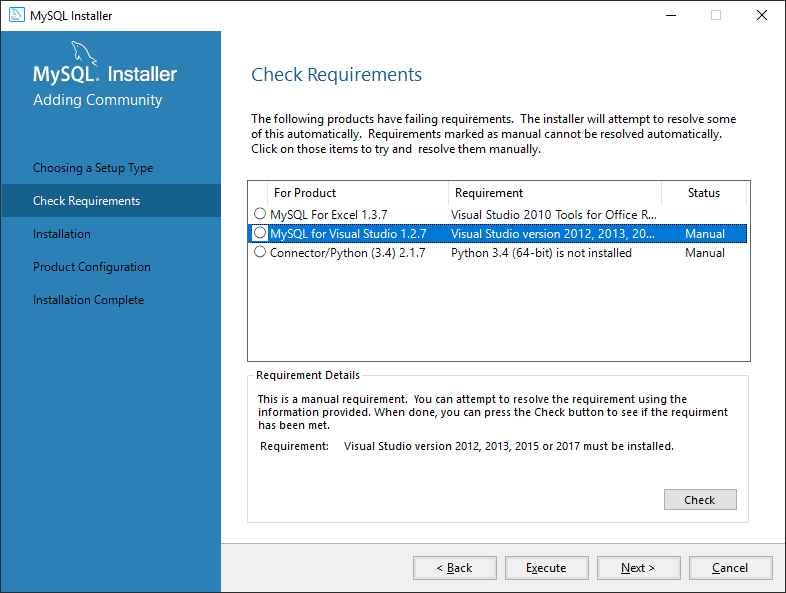 MySQL Installer
MySQL. Installer
Adding Community
Choosing a Setup Type
Check Requirements
Installation
Product Configuration
Installation Complete
Check Requirements
The following products have failing requirements. The installer will attempt to resolve some
of this automatically. Requirements marked as manual cannot be resolved automatically.
Click on those items to try and resolve them manually.
For Product Requirement Status
MySQL For Excel 1.3.7 Visual Studio 2010 Tools for Office R...
MySQL for Visual Studio 1.2.7 Visual Studio version 2012, 2013, 20... Manual
Connector/Python (3.4) 2.1.7 Python 3.4 (64-bit) is not installed Manual
Requirement Details
This is a manual requirement. You can attempt to resolve the requirement using the
information provided. When done, you can press the Check button to see if the requirment
has been met.
Requirement: Visual Studio version 2012, 2013, 2015 or 2017 must be installed.
Check
< Back Execute Next > Cancel